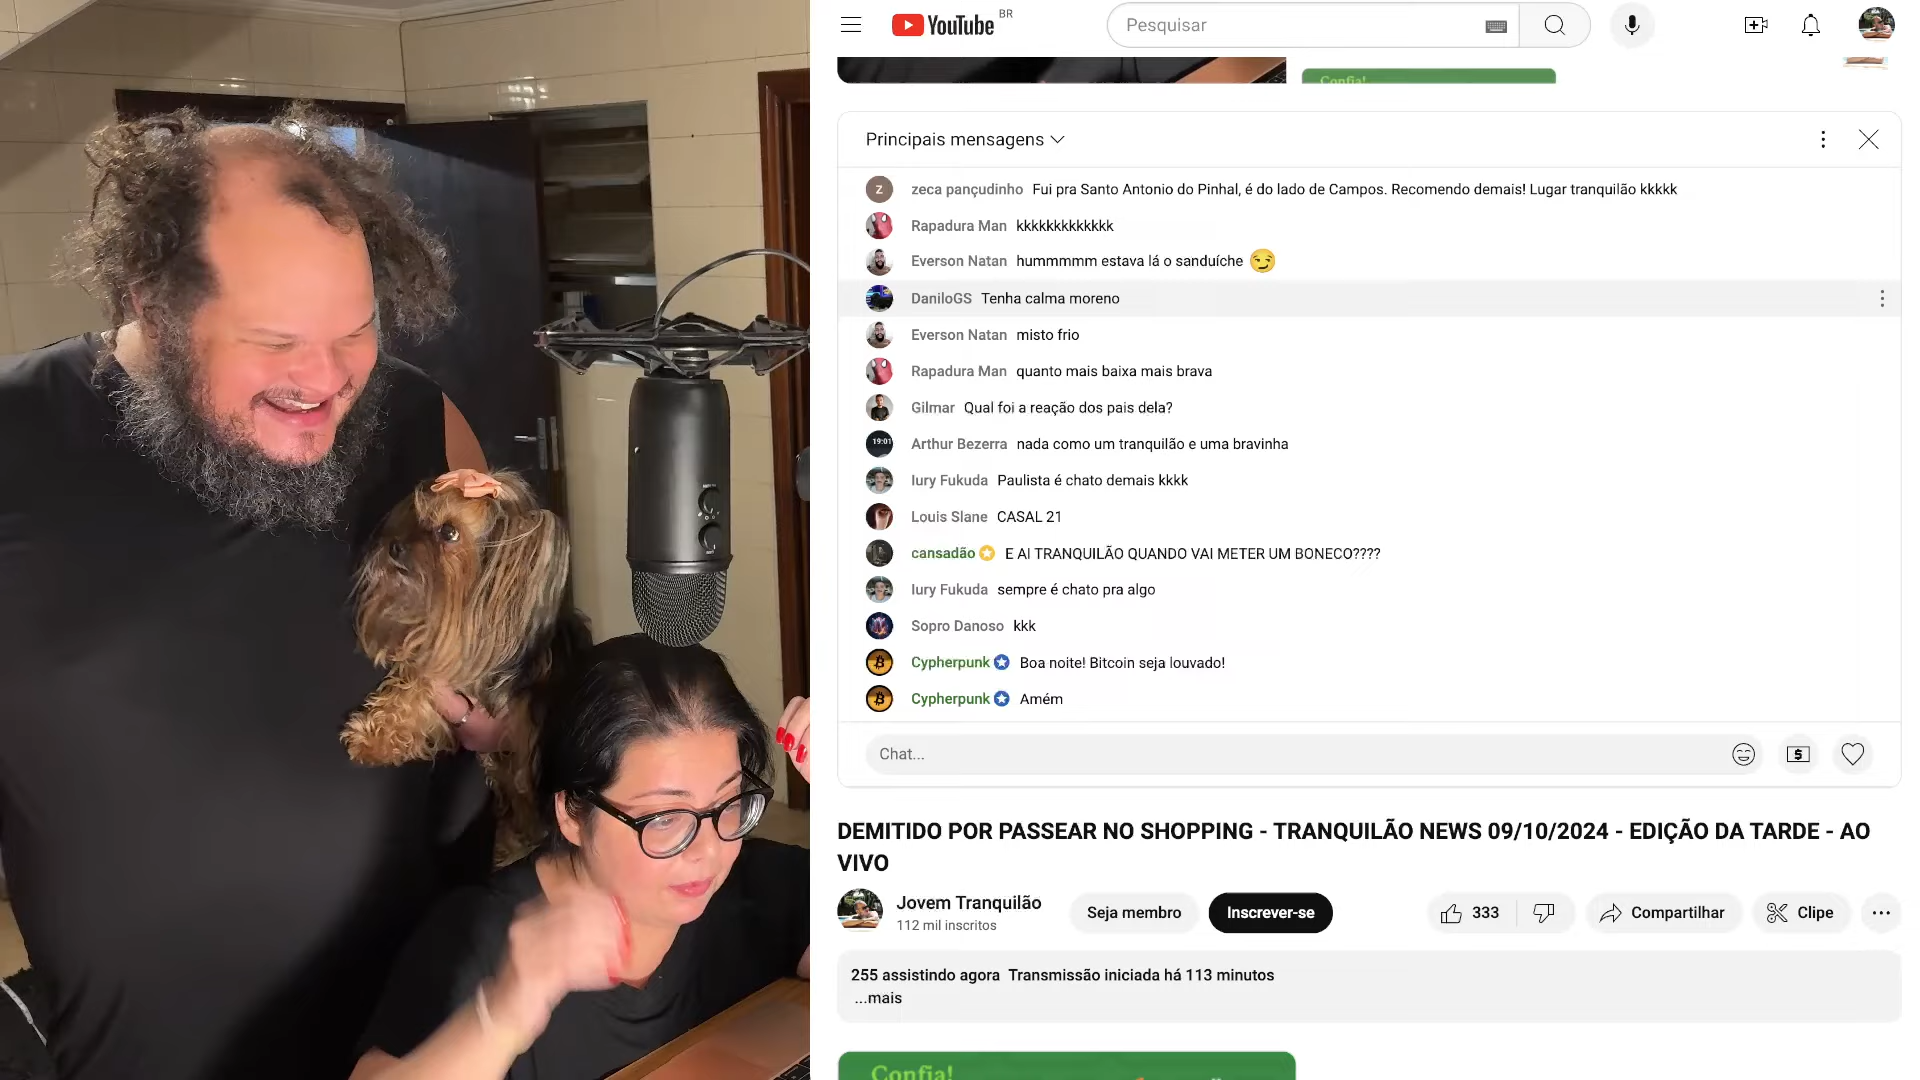 YouTube BR
Pesquisar
Confia!
Principais mensagens
zeca pançudinho Fui pra Santo Antonio do Pinhal, é do lado de Campos. Recomendo demais! Lugar tranquilão kkkkk
Rapadura Man kkkkkkkkkkkkk
Everson Natan hummmmm estava lá o sanduíche 😏
DaniloGS Tenha calma moreno
Everson Natan misto frio
Rapadura Man quanto mais baixa mais brava
Gilmar Qual foi a reação dos pais dela?
19:01 Arthur Bezerra nada como um tranquilão e uma bravinha
Iury Fukuda Paulista é chato demais kkkk
Louis Slane CASAL 21
cansadão E AI TRANQUILÃO QUANDO VAI METER UM BONECO????
Iury Fukuda sempre é chato pra algo
Sopro Danoso kkk
Cypherpunk Boa noite! Bitcoin seja louvado!
Cypherpunk Amém
Chat...
DEMITIDO POR PASSEAR NO SHOPPING - TRANQUILÃO NEWS 09/10/2024 - EDIÇÃO DA TARDE - AO
VIVO
Jovem Tranquilão
112 mil inscritos
Seja membro
Inscrever-se
333
Compartilhar
Clipe
255 assistindo agora Transmissão iniciada há 113 minutos
...mais
Confia!